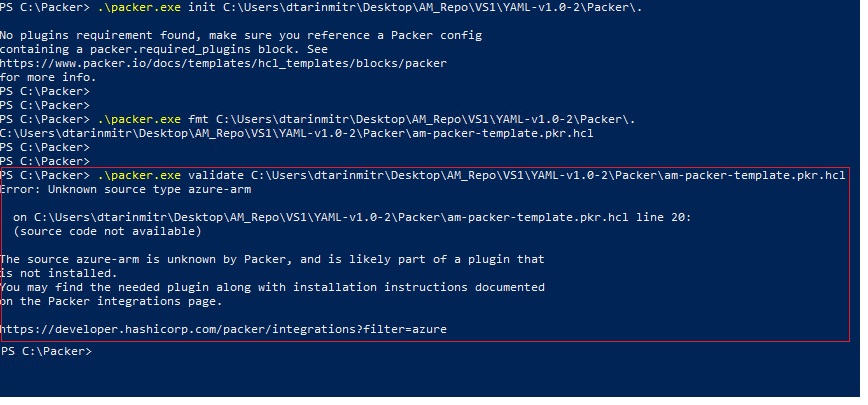 PS C:\Packer> .\packer.exe init C:\Users\dtarinmitr\Desktop\AM_Repo\VS1\YAML-v1.0-2\Packer\.
No plugins requirement found, make sure you reference a Packer config
containing a packer.required_plugins block. See
https://www.packer.io/docs/templates/hcl_templates/blocks/packer
for more info.
PS C:\Packer>
PS C:\Packer>
PS C:\Packer> .\packer.exe fmt C:\Users\dtarinmitr\Desktop\AM_Repo\VS1\YAML-v1.0-2\Packer\.
C:\Users\dtarinmitr\Desktop\AM_Repo\VS1\YAML-v1.0-2\Packer\am-packer-template.pkr.hcl
PS C:\Packer>
PS C:\Packer>
PS C:\Packer> .\packer.exe validate C:\Users\dtarinmitr\Desktop\AM_Repo\VS1\YAML-v1.0-2\Packer\am-packer-template.pkr.hcl
Error: Unknown source type azure-arm
on C:\Users\dtarinmitr\Desktop\AM_Repo\VS1\YAML-v1.0-2\Packer\am-packer-template.pkr.hcl line 20:
(source code not available)
The source azure-arm is unknown by Packer, and is likely part of a plugin that
is not installed.
You may find the needed plugin along with installation instructions documented
on the Packer integrations page.
https://developer.hashicorp.com/packer/integrations?filter=azure
PS C:\Packer>